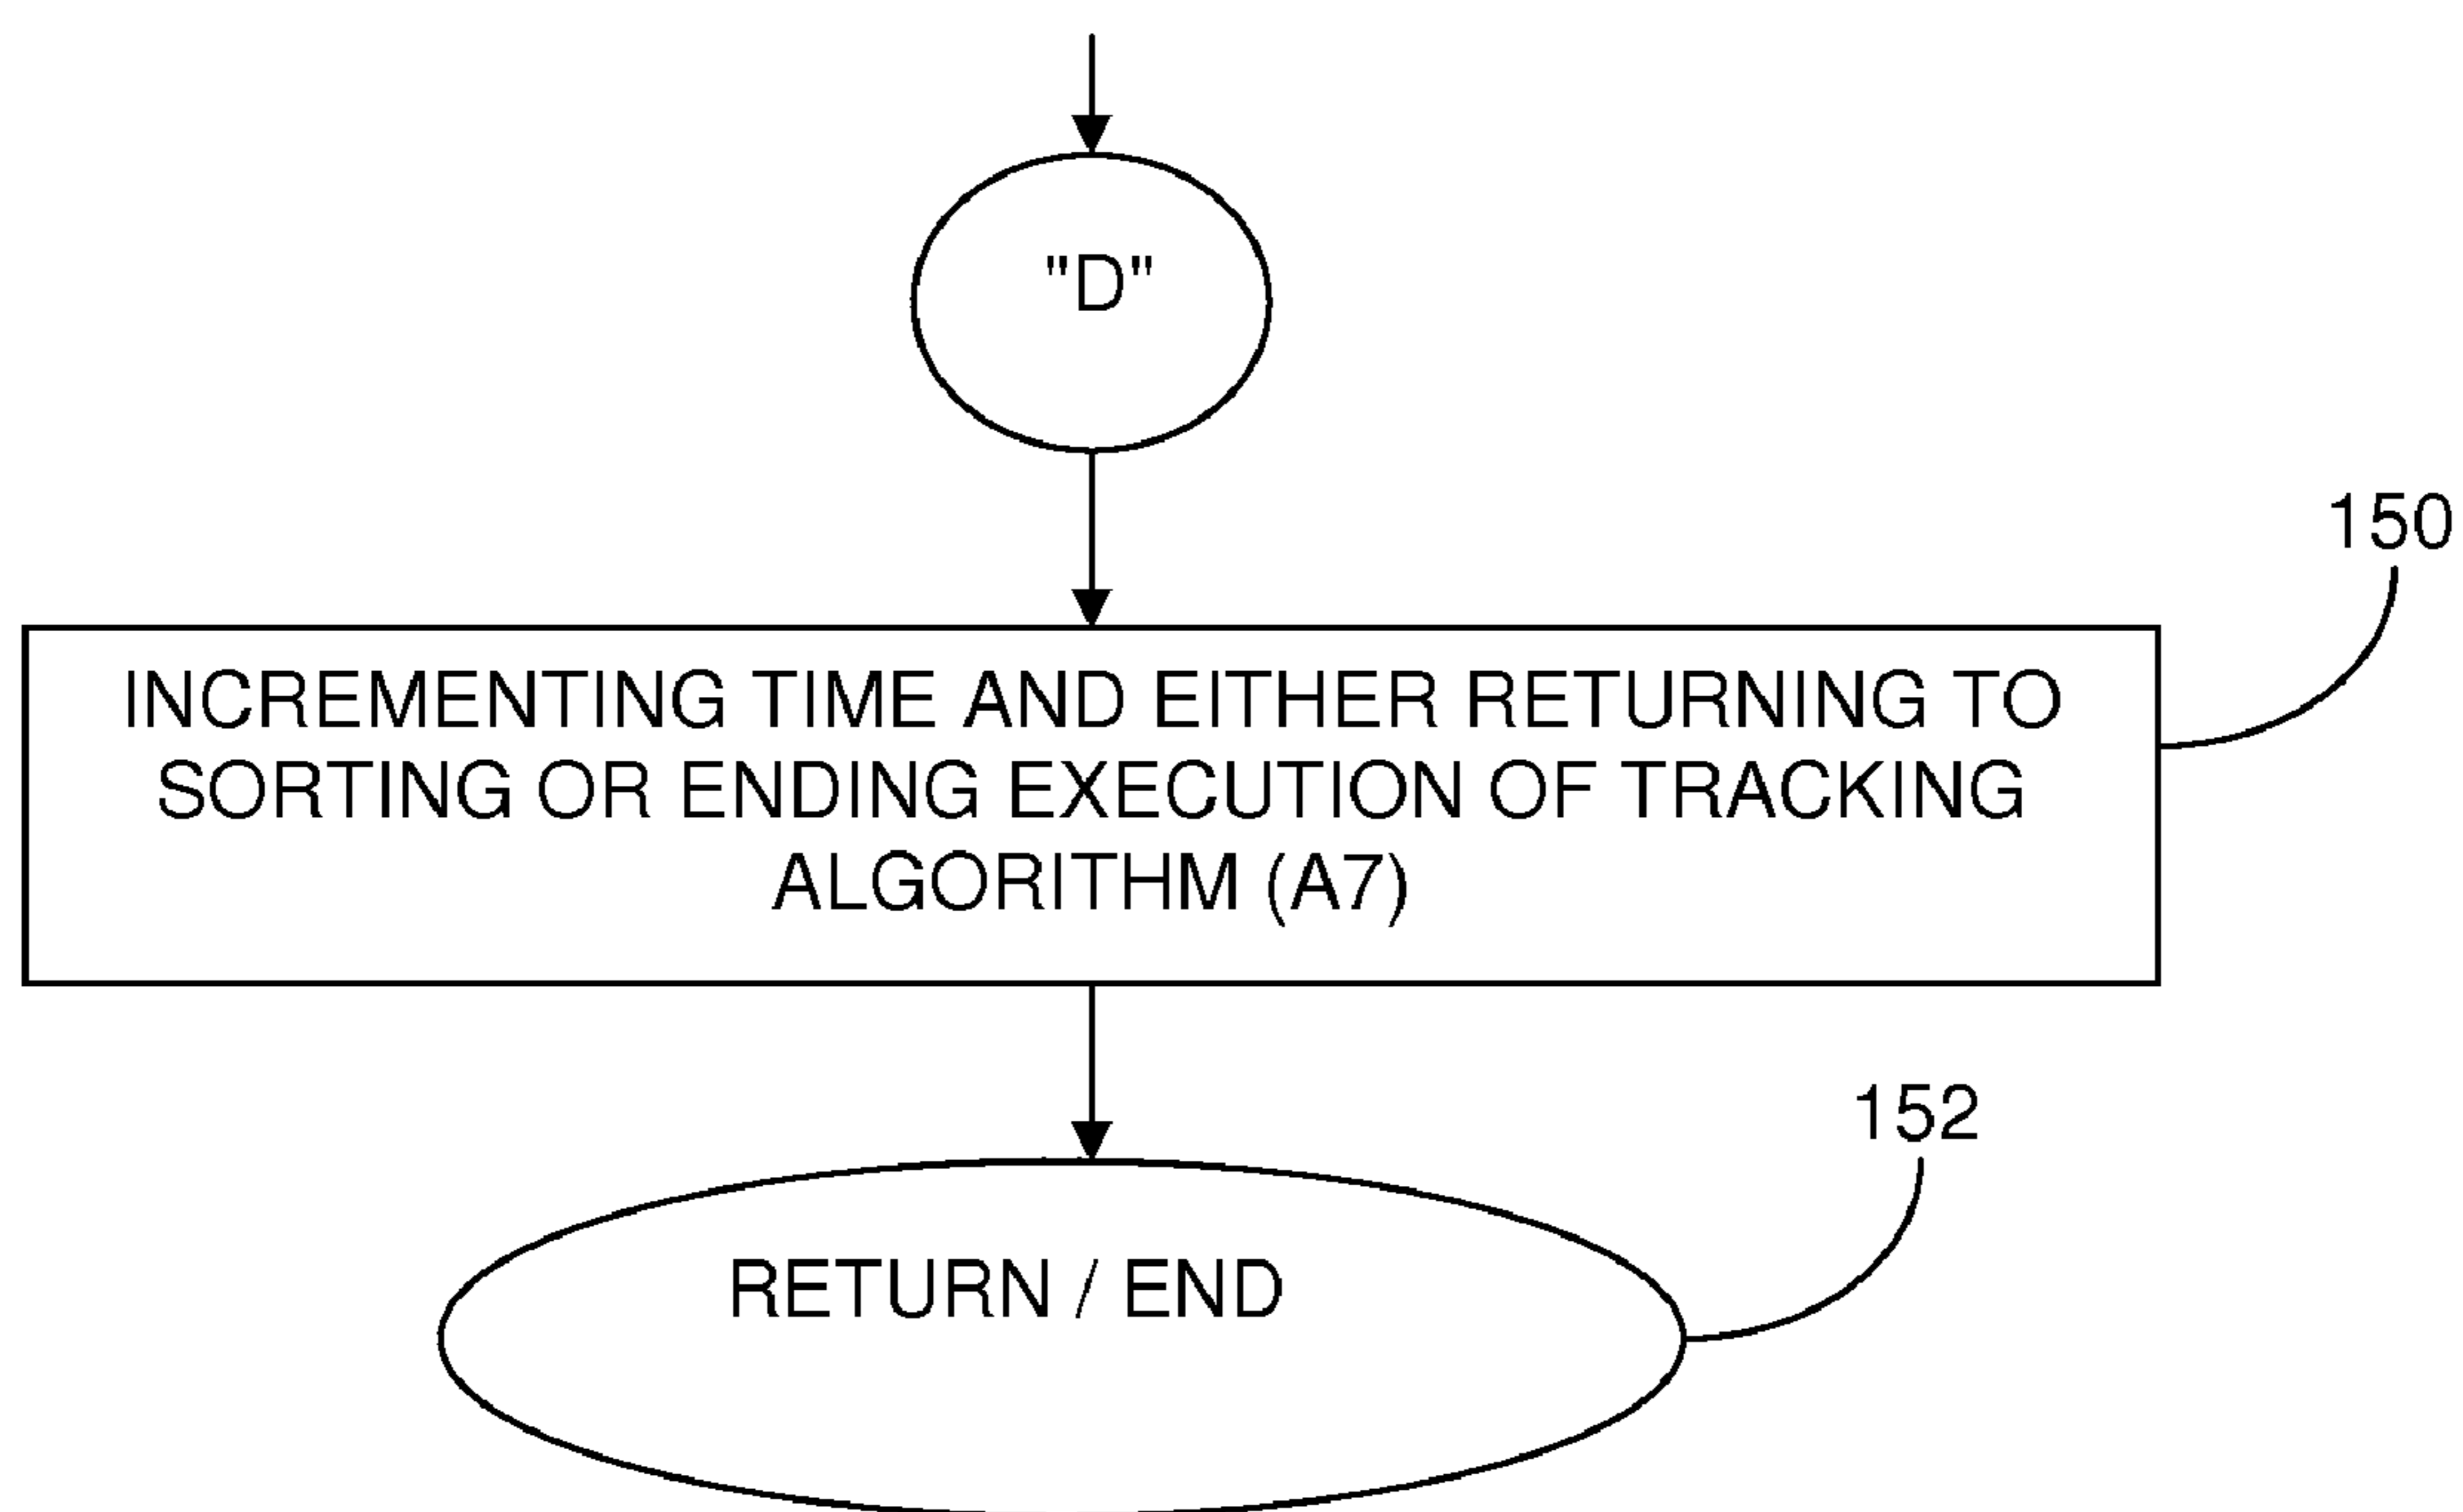 "D"
150
INCREMENTING TIME AND EITHER RETURNING TO
SORTING OR ENDING EXECUTION OF TRACKING
ALGORITHM (A7)
152
RETURN / END